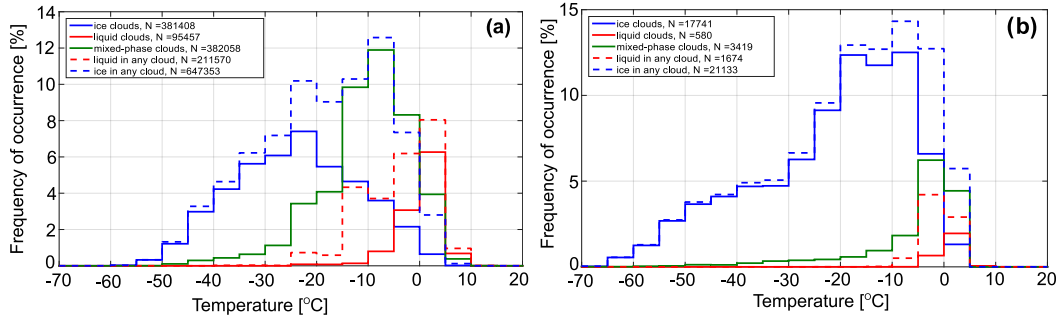 (a)
ice clouds, N =381408
liquid clouds, N =95457
mixed-phase clouds, N =382058
liquid in any cloud, N =211570
ice in any cloud, N =647353
Frequency of occurrence [%]
14
12
10
8
6
4
2
0
-70 -60 -50 -40 -30 -20 -10 0 10 20
Temperature [°C]
(b)
ice clouds, N =17741
liquid clouds, N =580
mixed-phase clouds, N =3419
liquid in any cloud, N =1674
ice in any cloud, N =21133
Frequency of occurrence [%]
15
10
5
0
-70 -60 -50 -40 -30 -20 -10 0 10 20
Temperature [°C]